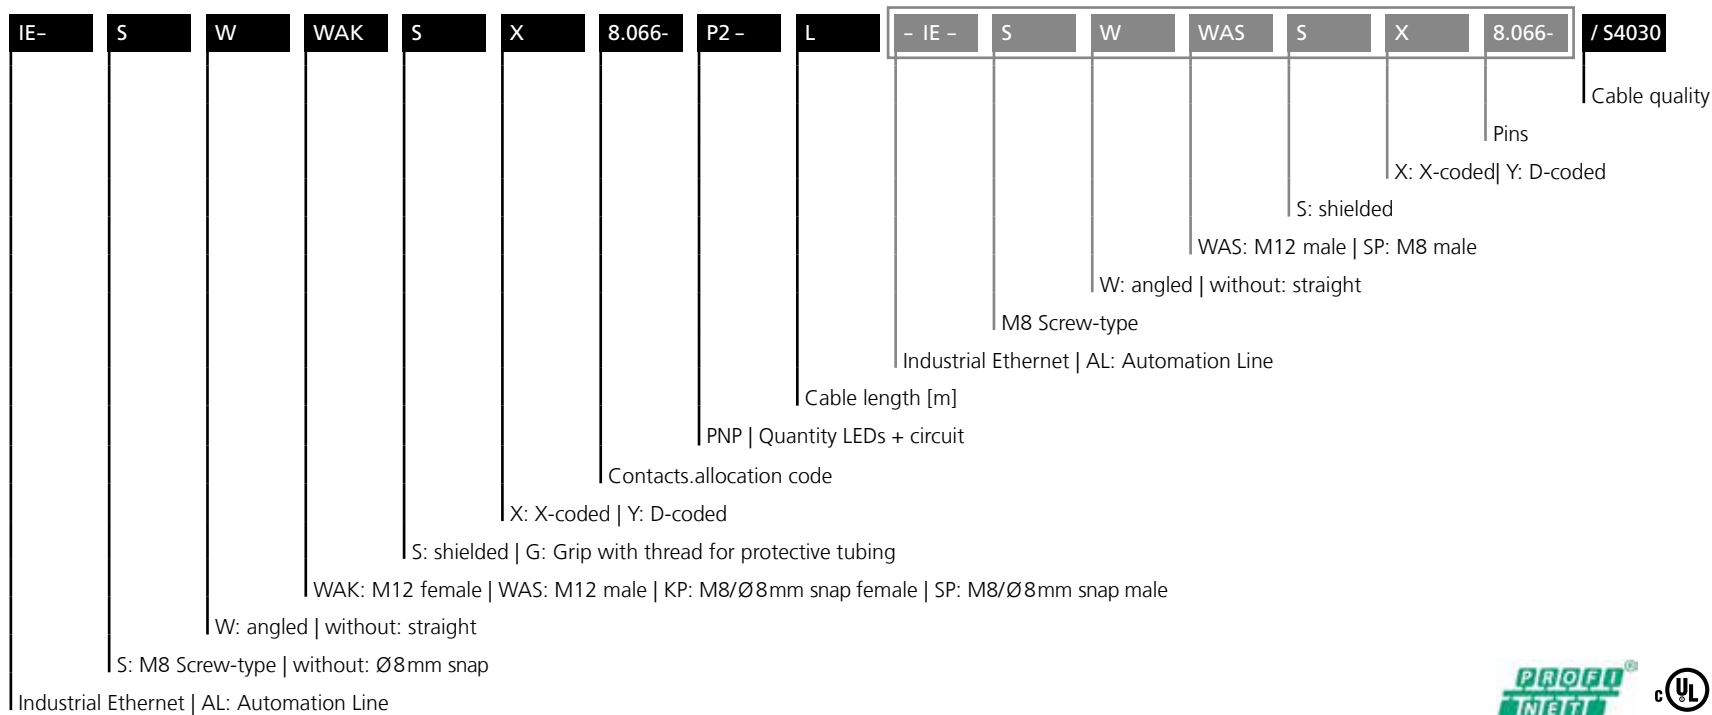 IE– S W WAK S X 8.066- P2 – L – IE – S W WAS S X 8.066- / S4030
Cable quality
Pins
X: X-coded| Y: D-coded
S: shielded
WAS: M12 male | SP: M8 male
W: angled | without: straight
M8 Screw-type
Industrial Ethernet | AL: Automation Line
Cable length [m]
PNP | Quantity LEDs + circuit
Contacts.allocation code
X: X-coded | Y: D-coded
S: shielded | G: Grip with thread for protective tubing
WAK: M12 female | WAS: M12 male | KP: M8/Ø8mm snap female | SP: M8/Ø8mm snap male
W: angled | without: straight
S: M8 Screw-type | without: Ø8mm snap
Industrial Ethernet | AL: Automation Line
PROFI ®
NET
c UL